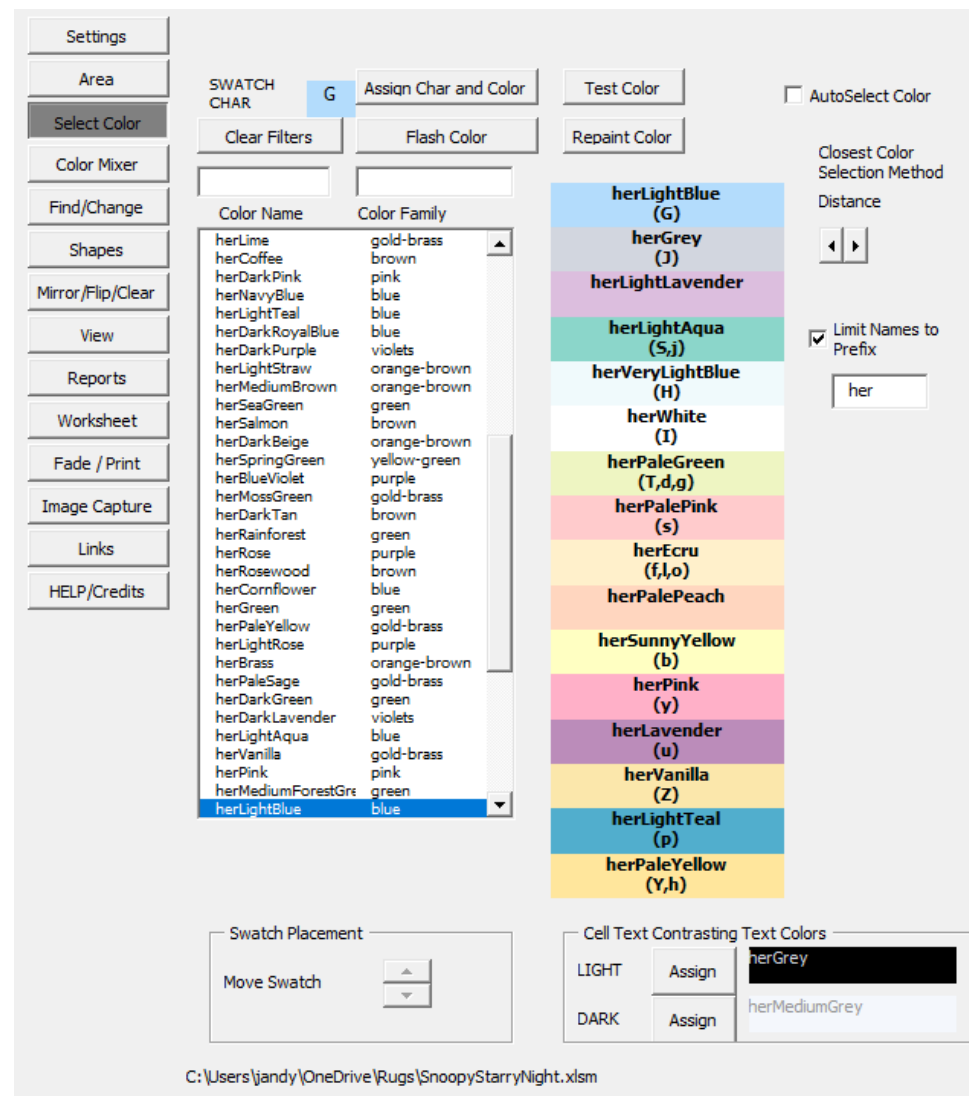 Settings
Area
Select Color
Color Mixer
Find/Change
Shapes
Mirror/Flip/Clear
View
Reports
Worksheet
Fade / Print
Image Capture
Links
HELP/Credits
SWATCH
CHAR
G
Assign Char and Color
Test Color
AutoSelect Color
Clear Filters
Flash Color
Repaint Color
Closest Color
Selection Method
Distance
Limit Names to
Prefix
her
Color Name Color Family
herLime gold-brass
herCoffee brown
herDarkPink pink
herNavyBlue blue
herLightTeal blue
herDarkRoyalBlue blue
herDarkPurple violets
herLightStraw orange-brown
herMediumBrown orange-brown
herSeaGreen green
herSalmon brown
herDarkBeige orange-brown
herSpringGreen yellow-green
herBlueViolet purple
herMossGreen gold-brass
herDarkTan brown
herRainforest green
herRose purple
herRosewood brown
herCornflower blue
herGreen green
herPaleYellow gold-brass
herLightRose purple
herBrass orange-brown
herPaleSage gold-brass
herDarkGreen green
herDarkLavender violets
herLightAqua blue
herVanilla gold-brass
herPink pink
herMediumForestGre green
herLightBlue blue
herLightBlue
(G)
herGrey
(J)
herLightLavender
herLightAqua
(S,j)
herVeryLightBlue
(H)
herWhite
(I)
herPaleGreen
(T,d,g)
herPalePink
(s)
herEcru
(f,l,o)
herPalePeach
herSunnyYellow
(b)
herPink
(y)
herLavender
(u)
herVanilla
(Z)
herLightTeal
(p)
herPaleYellow
(Y,h)
Swatch Placement
Move Swatch
Cell Text Contrasting Text Colors
LIGHT Assign herGrey
DARK Assign herMediumGrey
C:\Users\jandy\OneDrive\Rugs\SnoopyStarryNight.xlsm